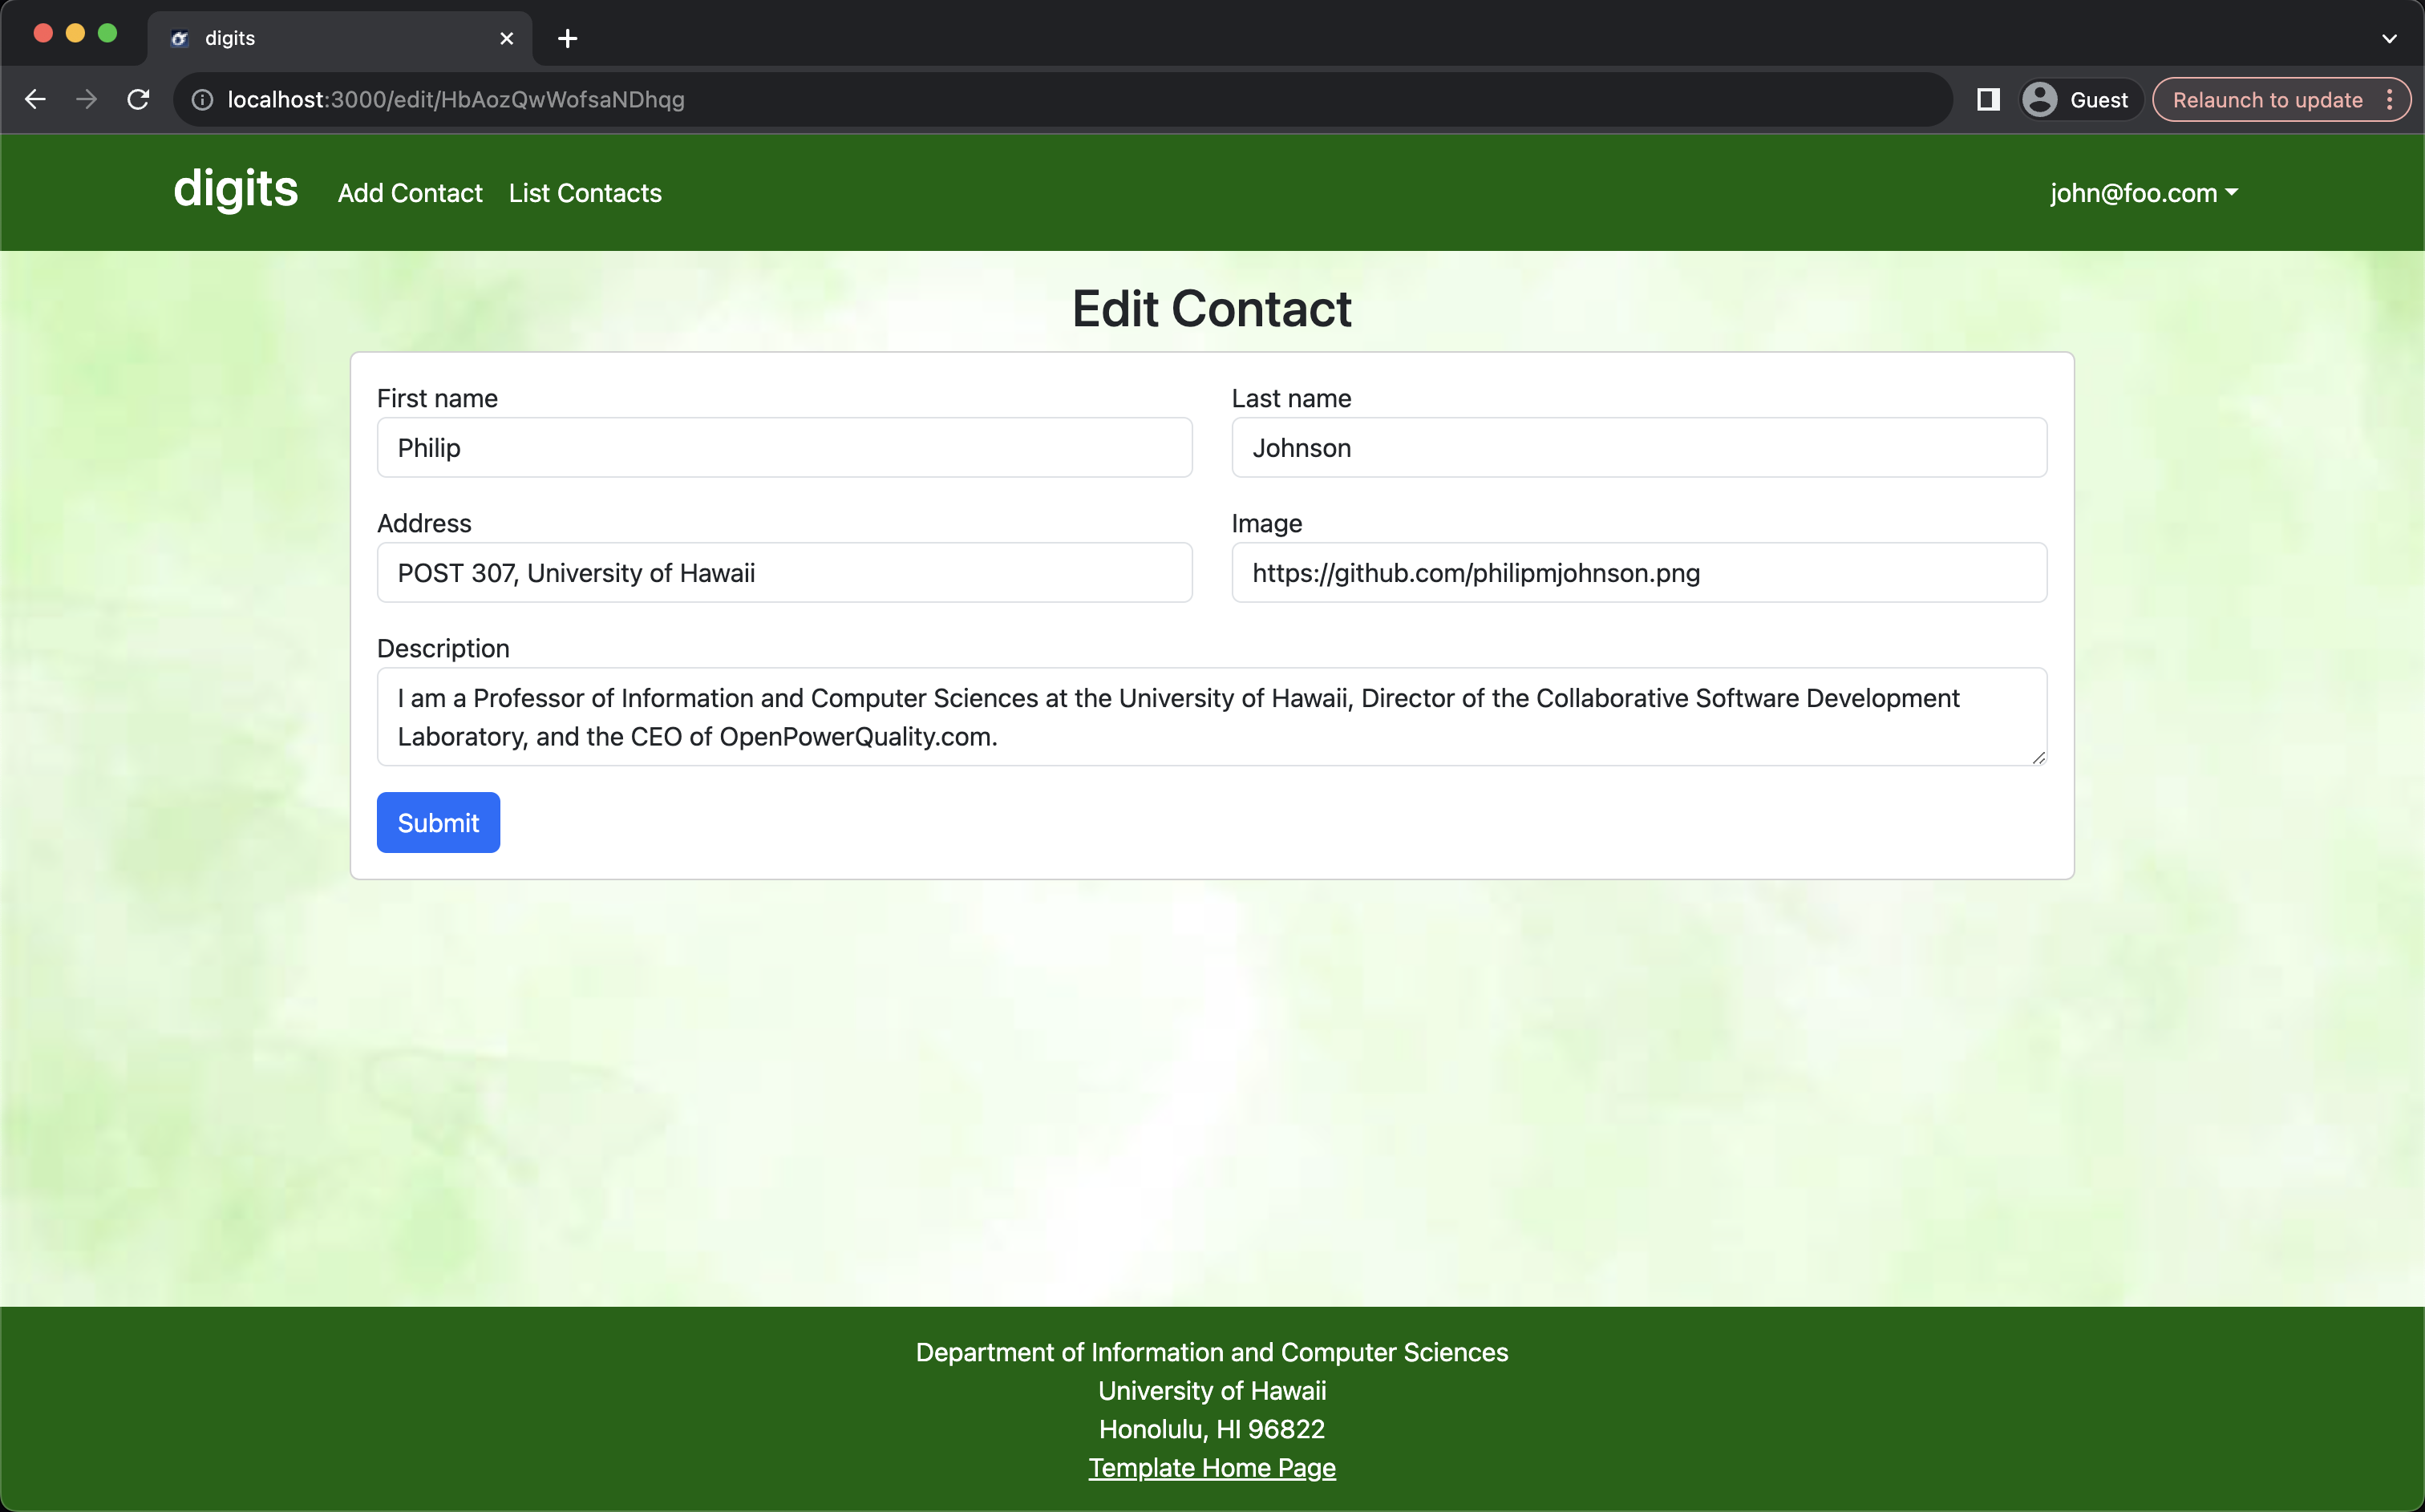 digits
localhost:3000/edit/HbAozQwWofsaNDhqg
Guest
Relaunch to update
digits
Add Contact
List Contacts
john@foo.com
Edit Contact
First name
Last name
Philip
Johnson
Address
Image
POST 307, University of Hawaii
https://github.com/philipmjohnson.png
Description
I am a Professor of Information and Computer Sciences at the University of Hawaii, Director of the Collaborative Software Development
Laboratory, and the CEO of OpenPowerQuality.com.
Submit
Department of Information and Computer Sciences
University of Hawaii
Honolulu, HI 96822
Template Home Page